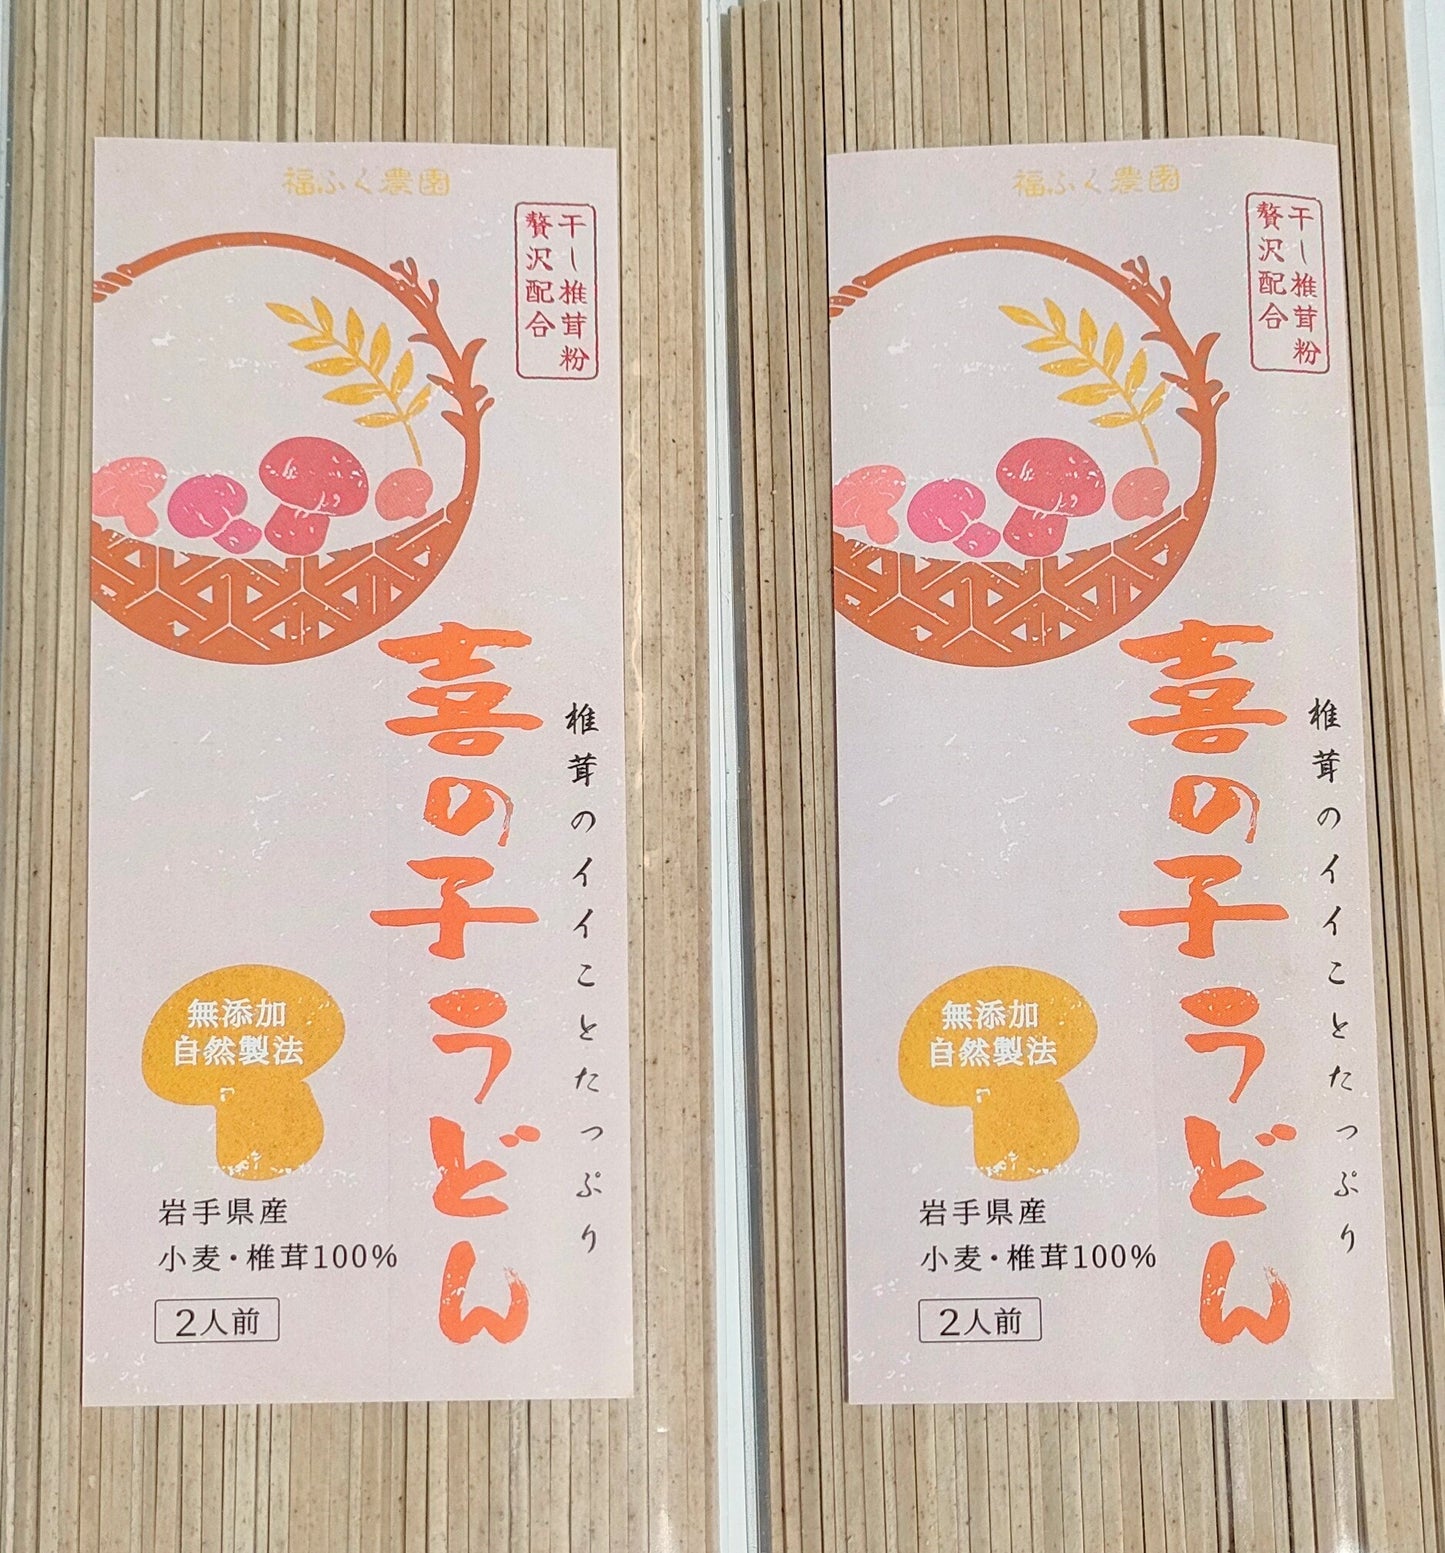 福ふく農園
干し椎茸粉
贅沢配合
椎茸のイイことたっぷり
喜の子うどん
無添加
自然製法
岩手県産
小麦・椎茸100%
2人前
福ふく農園
干し椎茸粉
贅沢配合
椎茸のイイことたっぷり
喜の子うどん
無添加
自然製法
岩手県産
小麦・椎茸100%
2人前